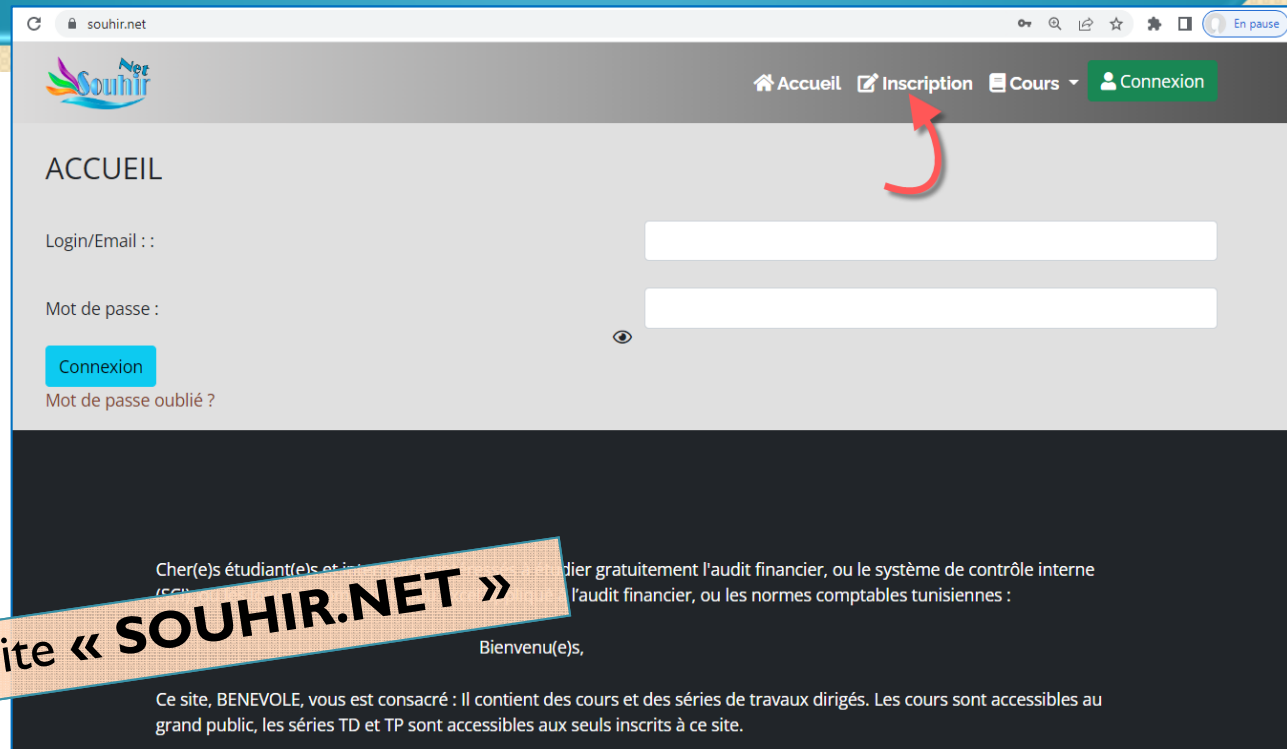 souhir.net
En pause
Net
Souhir
Accueil Inscription Cours Connexion
ACCUEIL
Login/Email : :
Mot de passe :
Connexion
Mot de passe oublié ?
Cher(e)s étudiant(e)s et dier gratuitement l'audit financier, ou le système de contrôle interne
l'audit financier, ou les normes comptables tunisiennes :
ite « SOUHIR.NET »
Bienvenu(e)s,
Ce site, BENEVOLE, vous est consacré : Il contient des cours et des séries de travaux dirigés. Les cours sont accessibles au
grand public, les séries TD et TP sont accessibles aux seuls inscrits à ce site.